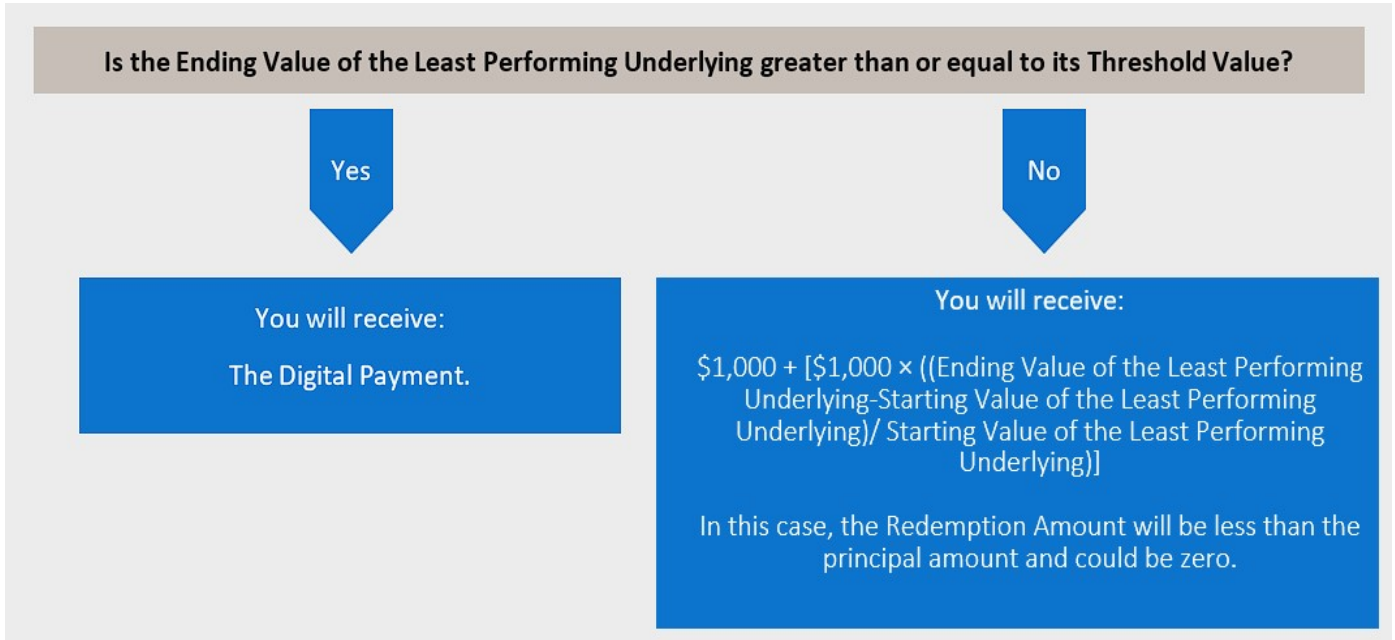 Is the Ending Value of the Least Performing Underlying greater than or equal to its Threshold Value?
Yes
No
You will receive:
The Digital Payment.
You will receive:
$1,000 + [$1,000 × ((Ending Value of the Least Performing
Underlying-Starting Value of the Least Performing
Underlying)/ Starting Value of the Least Performing
Underlying)]
In this case, the Redemption Amount will be less than the
principal amount and could be zero.